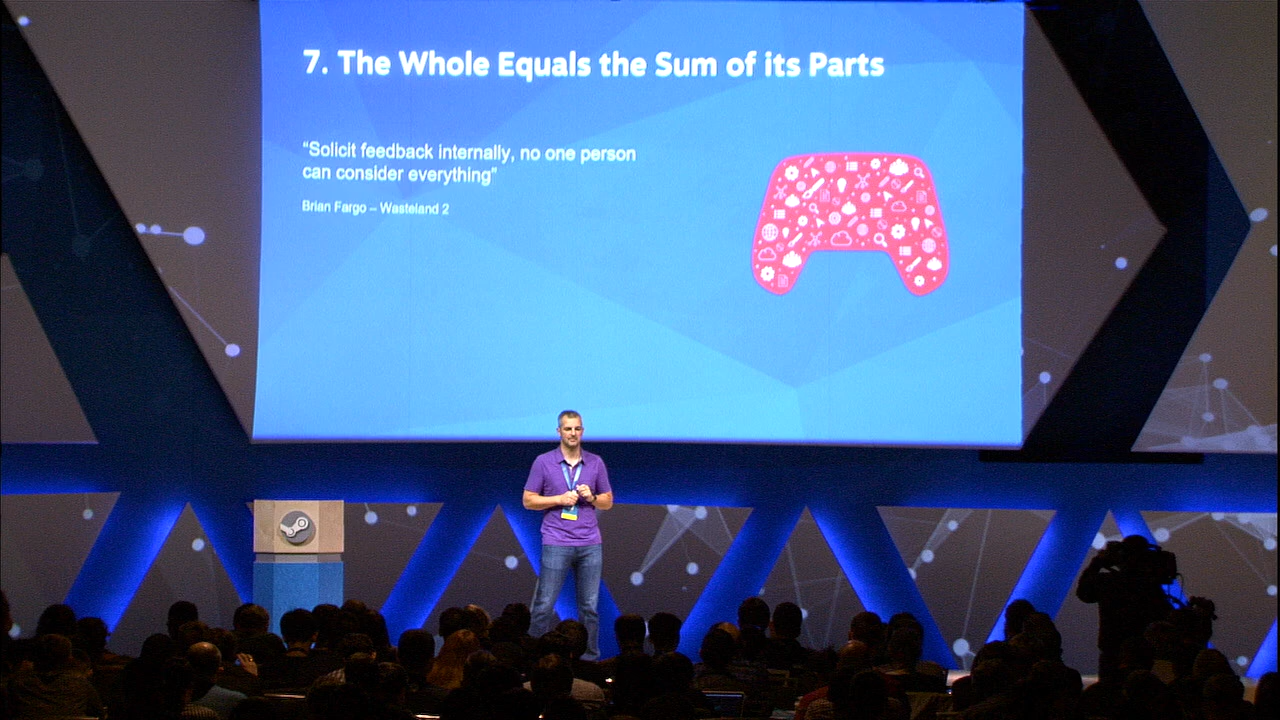 7. The Whole Equals the Sum of its Parts
“Solicit feedback internally, no one person
can consider everything”
Brian Fargo – Wasteland 2